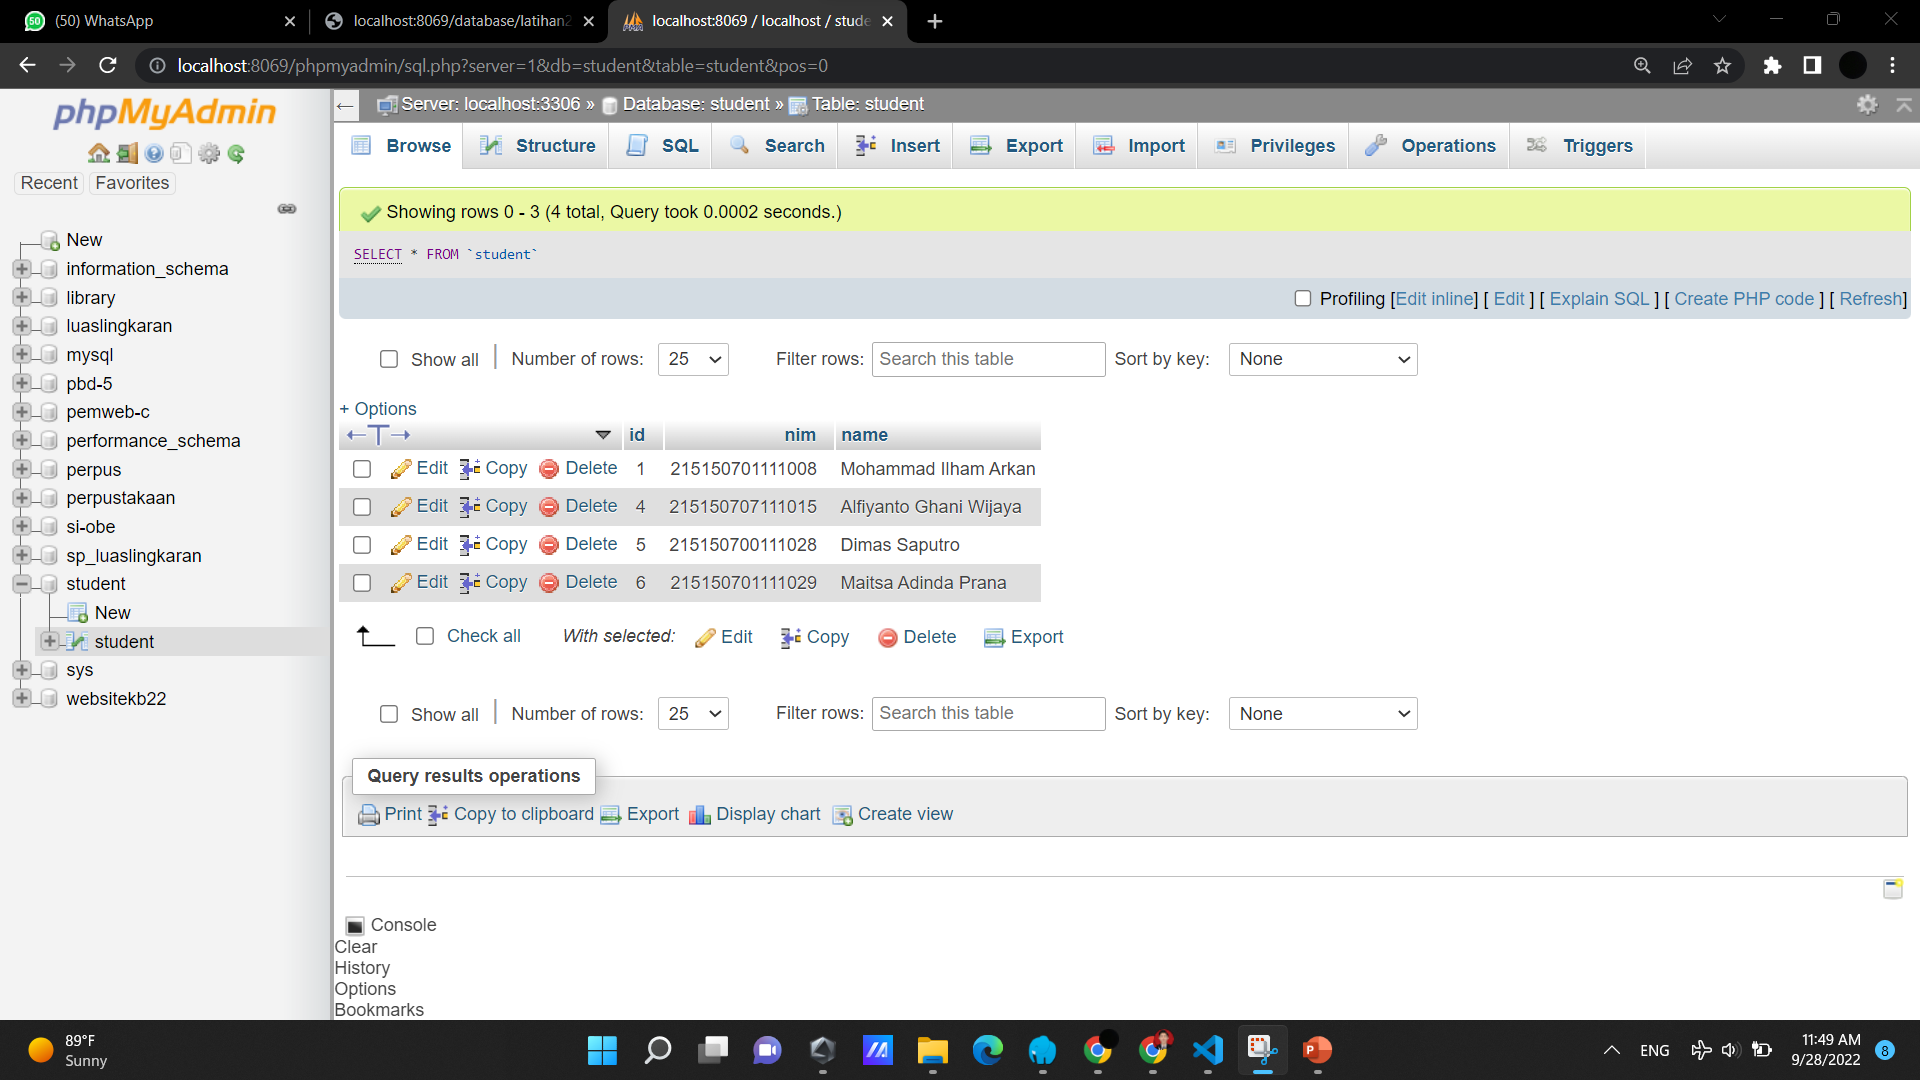 (50) WhatsApp
localhost:8069/database/latihan2
localhost:8069 / localhost / stude
localhost:8069/phpmyadmin/sql.php?server=1&db=student&table=student&pos=0
phpMyAdmin
Recent Favorites
New
information_schema
library
luaslingkaran
mysql
pbd-5
pemweb-c
performance_schema
perpus
perpustakaan
si-obe
sp_luaslingkaran
student
New
student
sys
websitekb22
Server: localhost:3306 » Database: student » Table: student
Browse Structure SQL Search Insert Export Import Privileges Operations Triggers
Showing rows 0 - 3 (4 total, Query took 0.0002 seconds.)
SELECT * FROM `student`
Profiling [Edit inline] [ Edit ] [ Explain SQL ] [ Create PHP code ] [ Refresh]
Show all Number of rows: 25 Filter rows: Search this table Sort by key: None
+ Options
←T→ id nim name
Edit Copy Delete 1 215150701111008 Mohammad Ilham Arkan
Edit Copy Delete 4 215150707111015 Alfiyanto Ghani Wijaya
Edit Copy Delete 5 215150700111028 Dimas Saputro
Edit Copy Delete 6 215150701111029 Maitsa Adinda Prana
Check all With selected: Edit Copy Delete Export
Show all Number of rows: 25 Filter rows: Search this table Sort by key: None
Query results operations
Print Copy to clipboard Export Display chart Create view
Console
Clear
History
Options
Bookmarks
89°F
Sunny
ENG
11:49 AM
9/28/2022
8